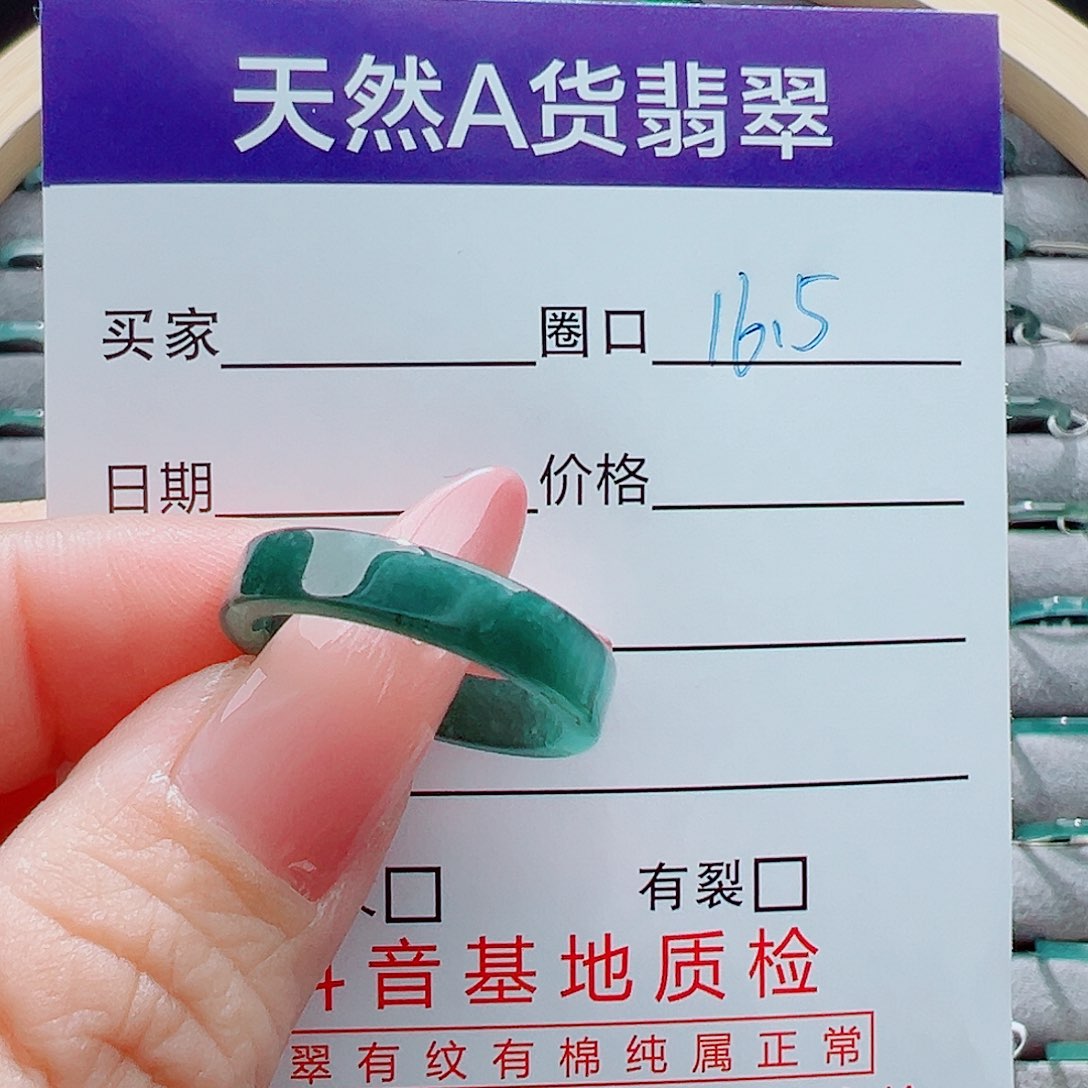 天然A货翡翠
买家 圈口 16.5
日期 价格
有裂
音基地质检
翠有纹有棉纯属正常